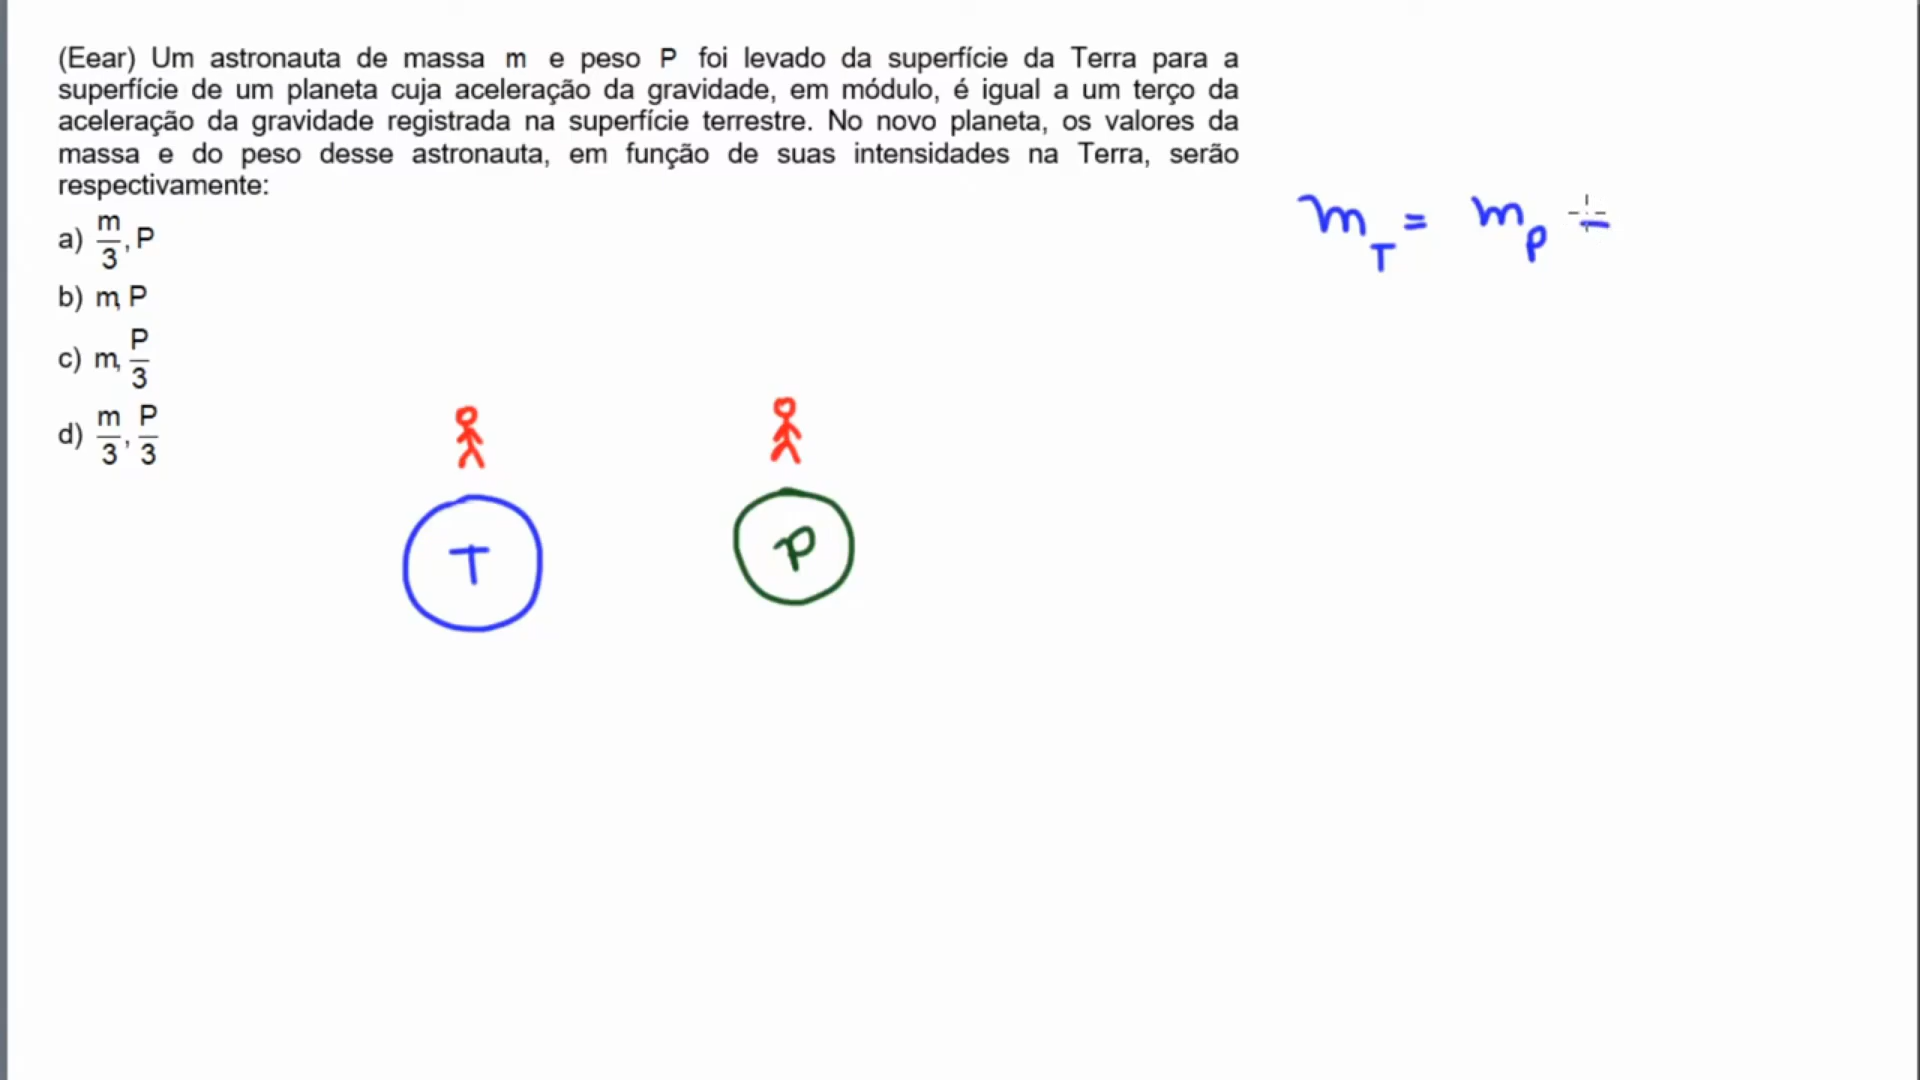 (Eear) Um astronauta de massa m e peso P foi levado da superfície da Terra para a
superfície de um planeta cuja aceleração da gravidade, em módulo, é igual a um terço da
aceleração da gravidade registrada na superfície terrestre. No novo planeta, os valores da
massa e do peso desse astronauta, em função de suas intensidades na Terra, serão
respectivamente:
a) m/3, P
b) m, P
c) m, P/3
d) m/3, P/3
m_T = m_P =
T
P